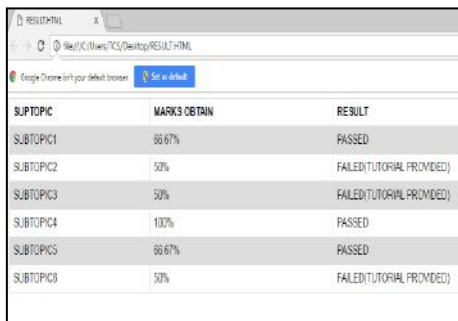 RESULT.HTML x
file:///C:/Users/TCS/Desktop/RESULT.HTML
Google Chrome isn't your default browser Set as default
SUPTOPIC MARKS OBTAIN RESULT
SUBTOPIC1 66.67% PASSED
SUBTOPIC2 50% FAILED(TUTORIAL PROVIDED)
SUBTOPIC3 50% FAILED(TUTORIAL PROVIDED)
SUBTOPIC4 100% PASSED
SUBTOPIC5 66.67% PASSED
SUBTOPIC6 50% FAILED(TUTORIAL PROVIDED)